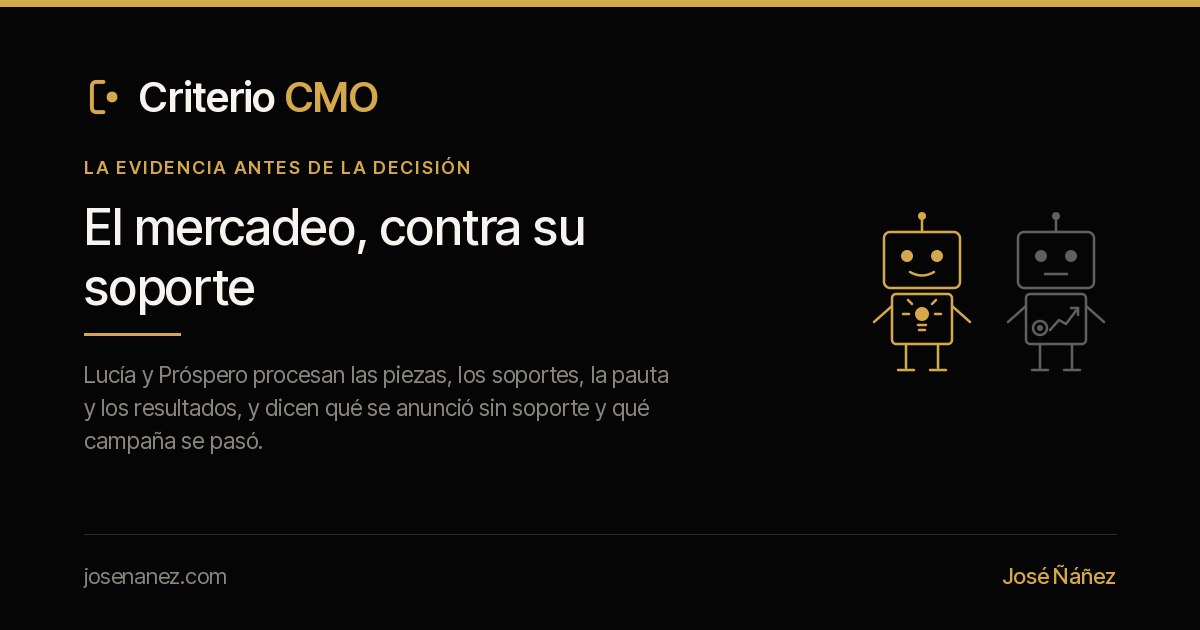 Criterio CMO
LA EVIDENCIA ANTES DE LA DECISIÓN
El mercadeo, contra su
soporte
Lucía y Próspero procesan las piezas, los soportes, la pauta
y los resultados, y dicen qué se anunció sin soporte y qué
campaña se pasó.
josenanez.com
José Ñáñez